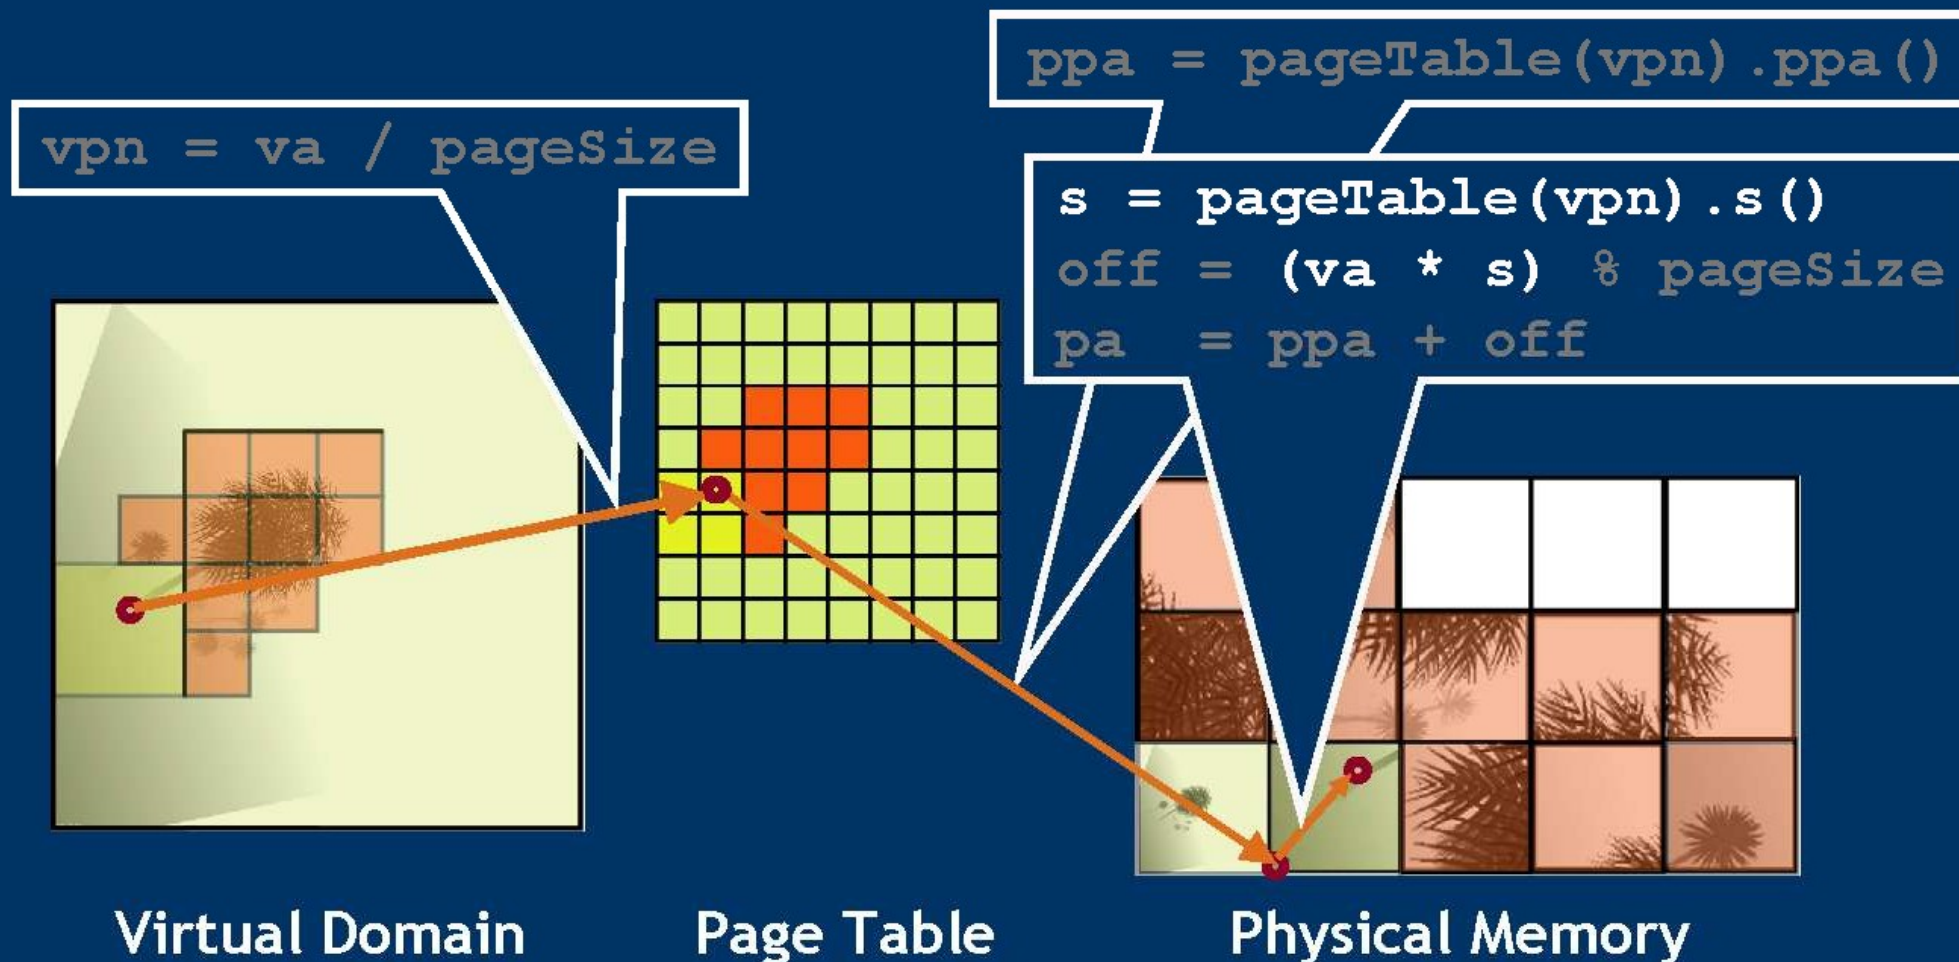 ppa = pageTable(vpn).ppa()
vpn = va / pageSize
s = pageTable(vpn).s()
off = (va * s) % pageSize
pa  = ppa + off
Virtual Domain
Page Table
Physical Memory